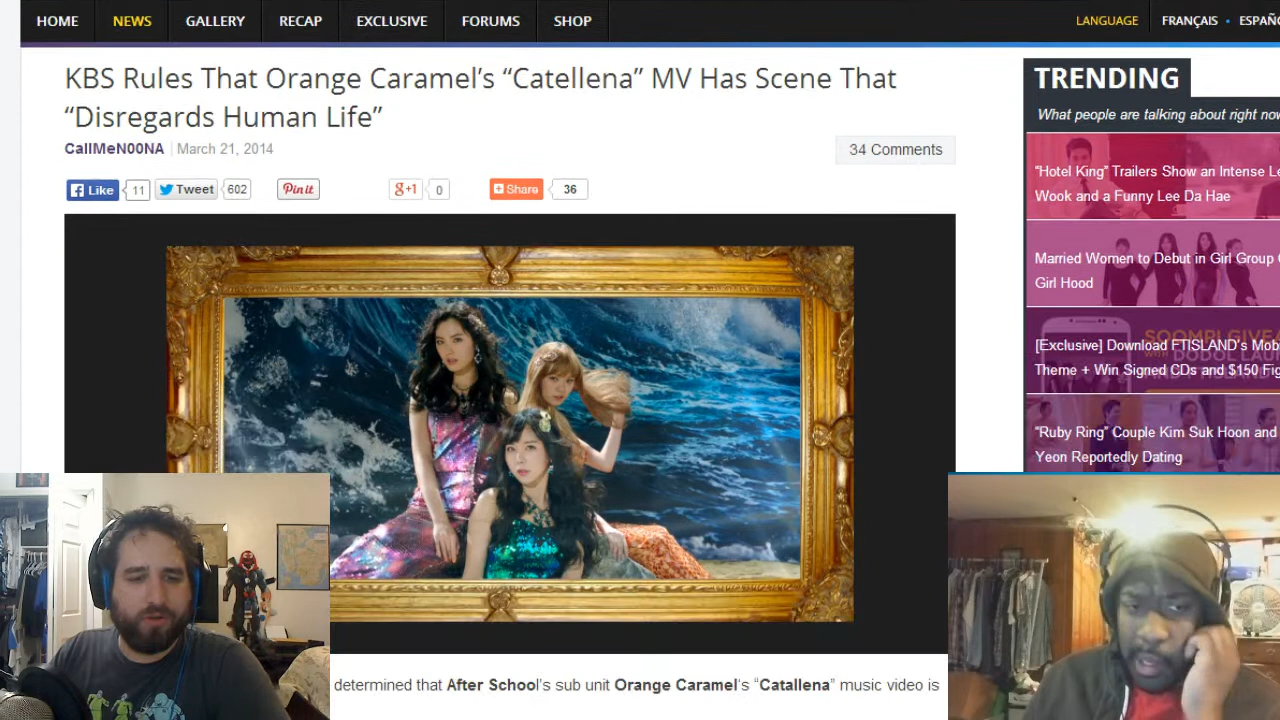 HOME NEWS GALLERY RECAP EXCLUSIVE FORUMS SHOP LANGUAGE FRANÇAIS • ESPAÑO
KBS Rules That Orange Caramel's “Catellena” MV Has Scene That
“Disregards Human Life”
CallMeN00NA March 21, 2014
34 Comments
Like 11 Tweet 602 Pin it g+1 0 Share 36
TRENDING
What people are talking about right now
“Hotel King” Trailers Show an Intense Le
Wook and a Funny Lee Da Hae
Married Women to Debut in Girl Group
Girl Hood
[Exclusive] Download FTISLAND's Mob
Theme + Win Signed CDs and $150 Fig
“Ruby Ring” Couple Kim Suk Hoon and
Yeon Reportedly Dating
determined that After School's sub unit Orange Caramel's “Catallena” music video is